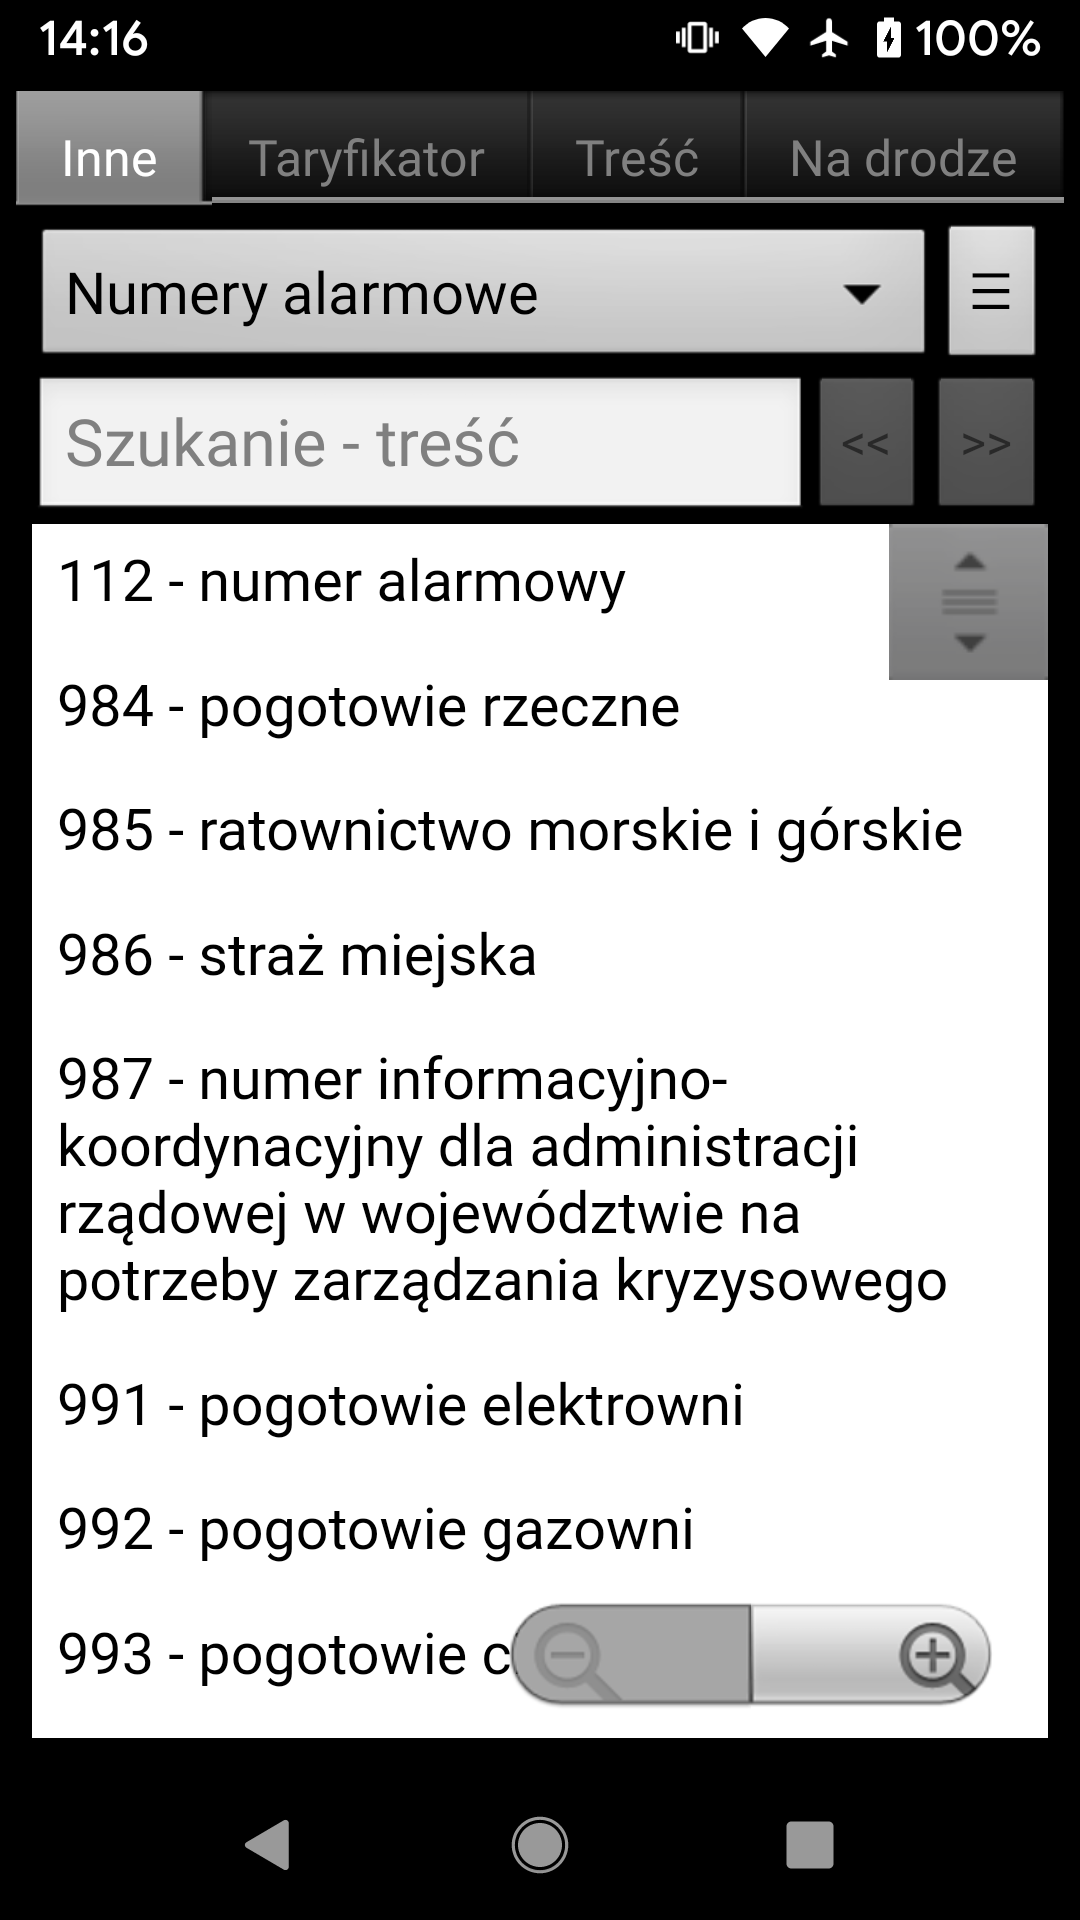 14:16 100%
Inne Taryfikator Treść Na drodze
Numery alarmowe
Szukanie - treść << >>
112 - numer alarmowy
984 - pogotowie rzeczne
985 - ratownictwo morskie i górskie
986 - straż miejska
987 - numer informacyjno-
koordynacyjny dla administracji
rządowej w województwie na
potrzeby zarządzania kryzysowego
991 - pogotowie elektrowni
992 - pogotowie gazowni
993 - pogotowie